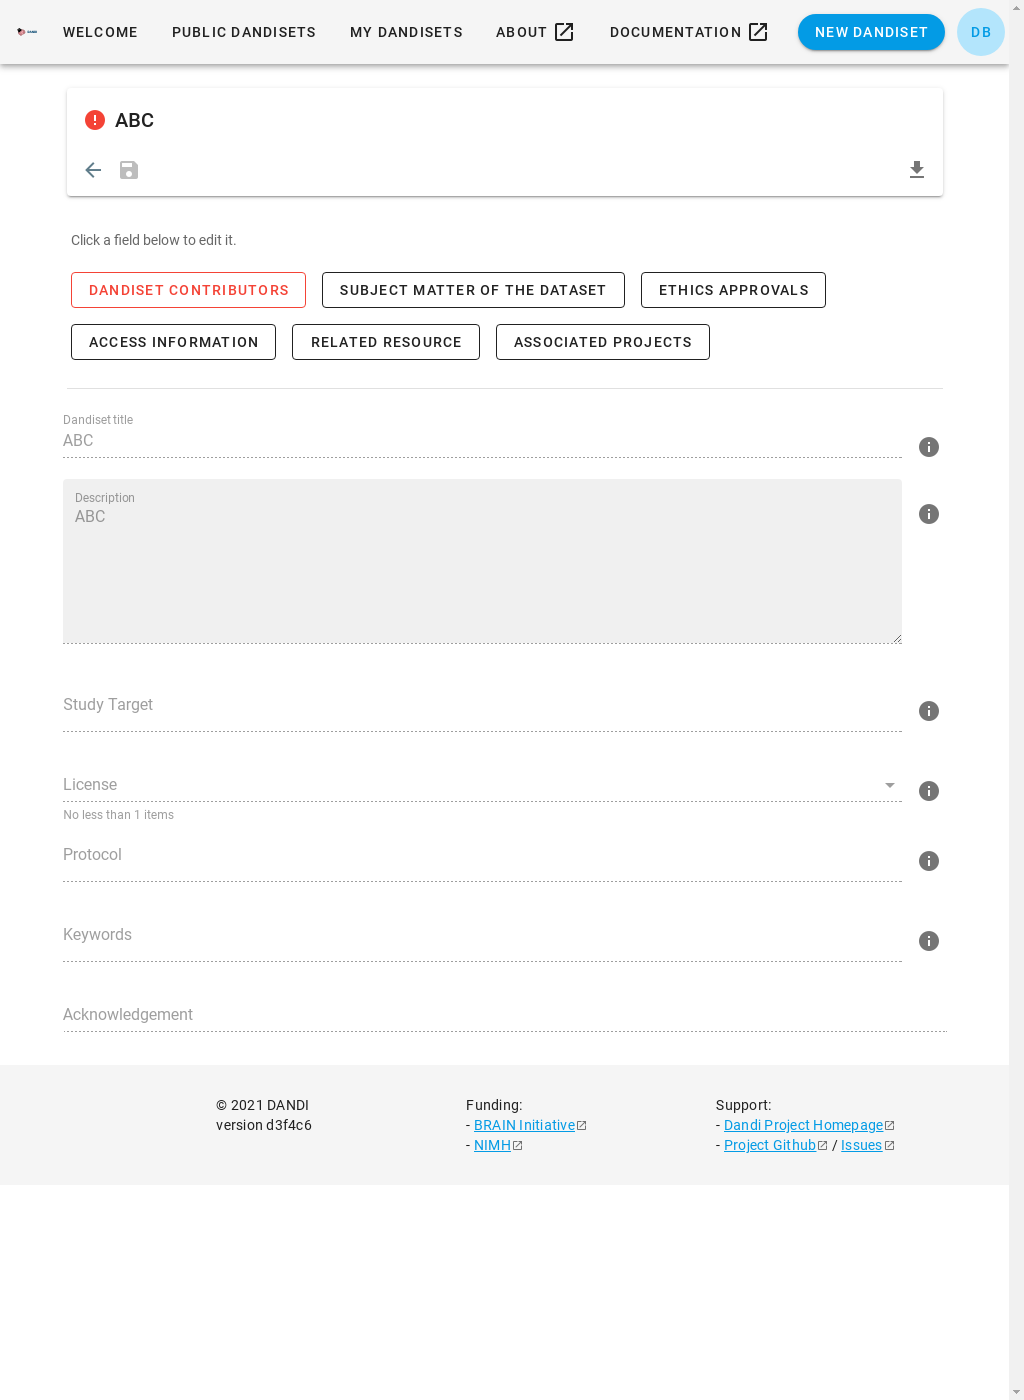 WELCOME PUBLIC DANDISETS MY DANDISETS ABOUT DOCUMENTATION NEW DANDISET DB
ABC
Click a field below to edit it.
DANDISET CONTRIBUTORS SUBJECT MATTER OF THE DATASET ETHICS APPROVALS
ACCESS INFORMATION RELATED RESOURCE ASSOCIATED PROJECTS
Dandiset title
ABC
Description
ABC
Study Target
License
No less than 1 items
Protocol
Keywords
Acknowledgement
© 2021 DANDI
version d3f4c6
Funding:
- BRAIN Initiative
- NIMH
Support:
- Dandi Project Homepage
- Project Github / Issues